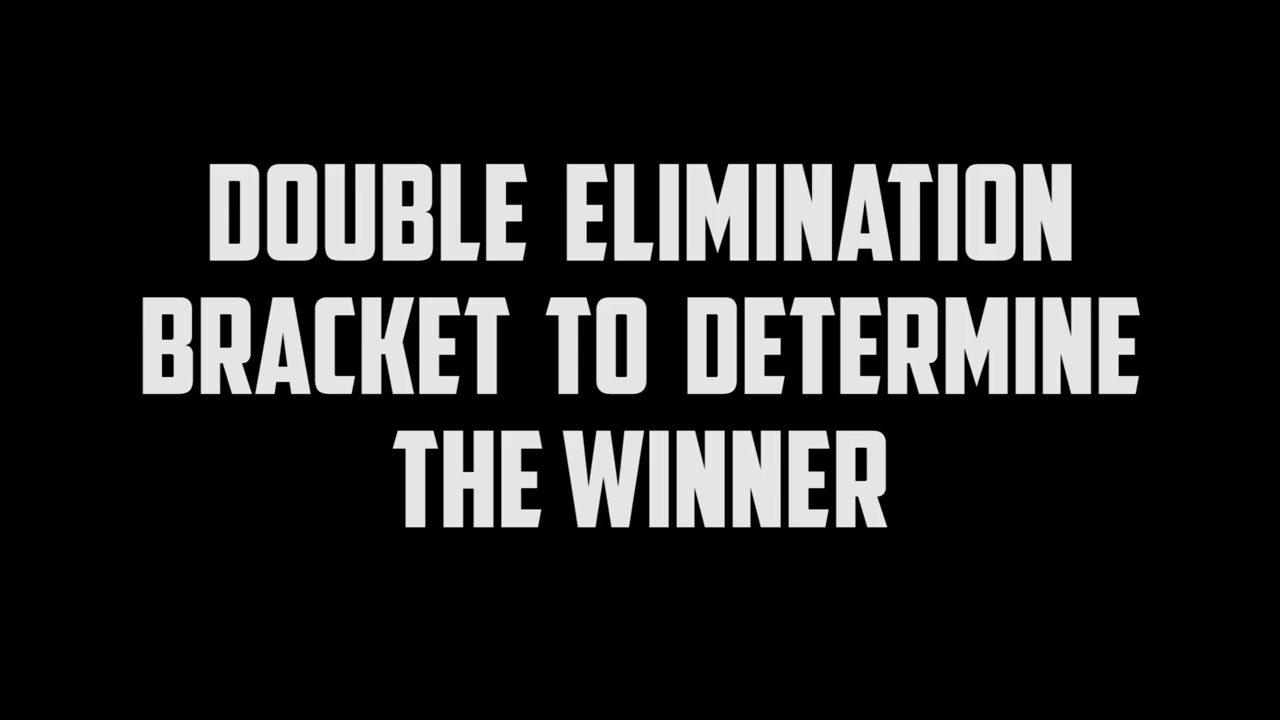 DOUBLE ELIMINATION
BRACKET TO DETERMINE
THE WINNER